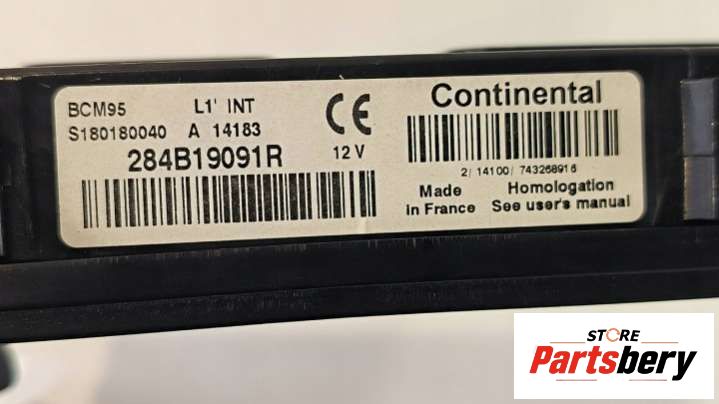 BCM95 L1' INT
S180180040 A 14183
284B19091R 12 V
CE
Continental
2/ 14100/ 743268916
Made in France
Homologation
See user's manual
STORE
Partsbery